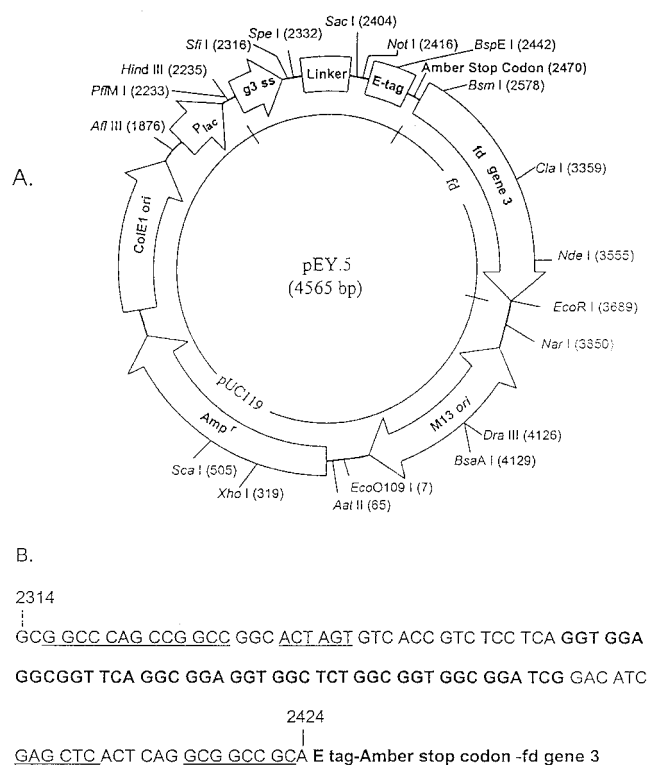 A.
Sac I (2404)
Spe I (2332)
Not I (2416)
Sfi I (2316)
BspE I (2442)
Hind III (2235)
Linker
E-tag
Amber Stop Codon (2470)
PflM I (2233)
g3 ss
Bsm I (2578)
Afl III (1876)
P lac
fd gene 3
fd
Cla I (3359)
ColE1 ori
pEY.5
(4565 bp)
Nde I (3555)
EcoR I (3689)
Nar I (3850)
pUC119
Amp r
M13 ori
Dra III (4126)
BsaA I (4129)
Sca I (505)
Xho I (319)
EcoO109 I (7)
Aat II (65)
B.
2314
GCG GCC CAG CCG GCC GGC ACT AGT GTC ACC GTC TCC TCA GGT GGA
GGCGGT TCA GGC GGA GGT GGC TCT GGC GGT GGC GGA TCG GAC ATC
2424
GAG CTC ACT CAG GCG GCC GCA E tag-Amber stop codon -fd gene 3